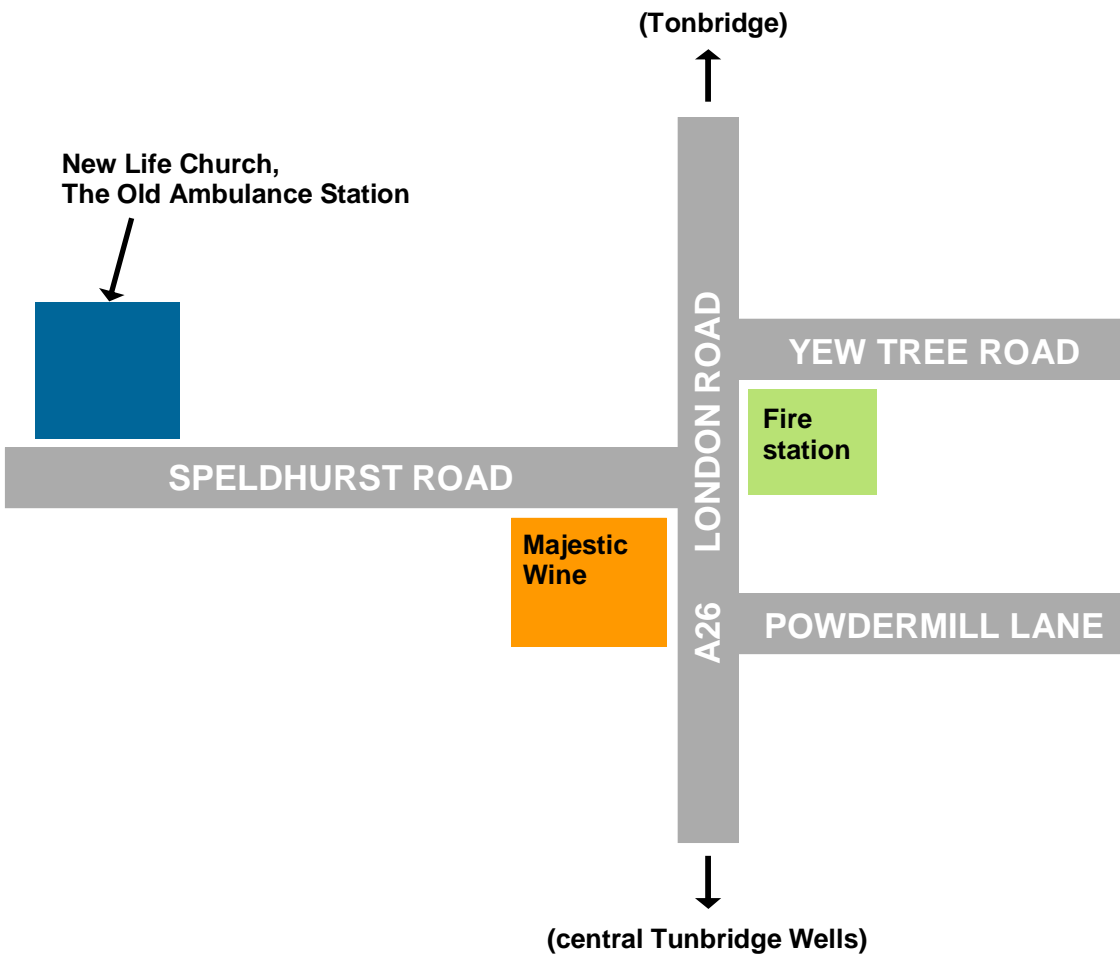 (Tonbridge)
New Life Church,
The Old Ambulance Station
LONDON ROAD
YEW TREE ROAD
Fire
station
SPELDHURST ROAD
Majestic
Wine
A26
POWDERMILL LANE
(central Tunbridge Wells)